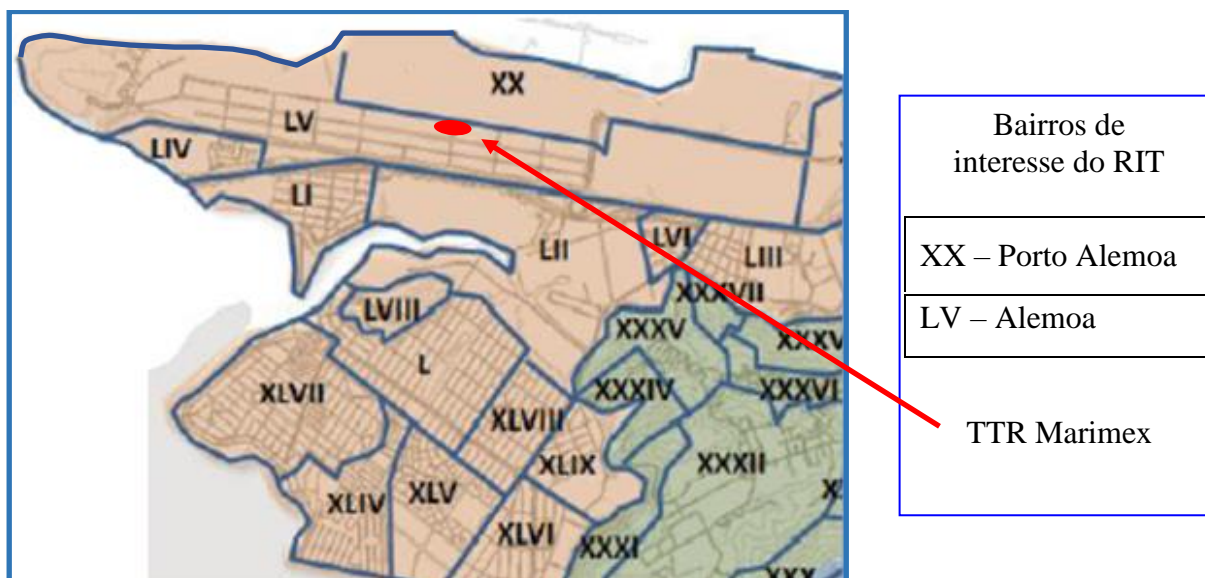 XX
LV
LIV
LI
LII
LVI
LIII
XXXVII
LVIII
XXXV
XXXV
L
XXXIV
XXXVI
XLVII
XLVIII
XLIX
XXXII
XLIV
XLV
XLVI
XXXI
XXX
Bairros de
interesse do RIT
XX – Porto Alemoa
LV – Alemoa
TTR Marimex